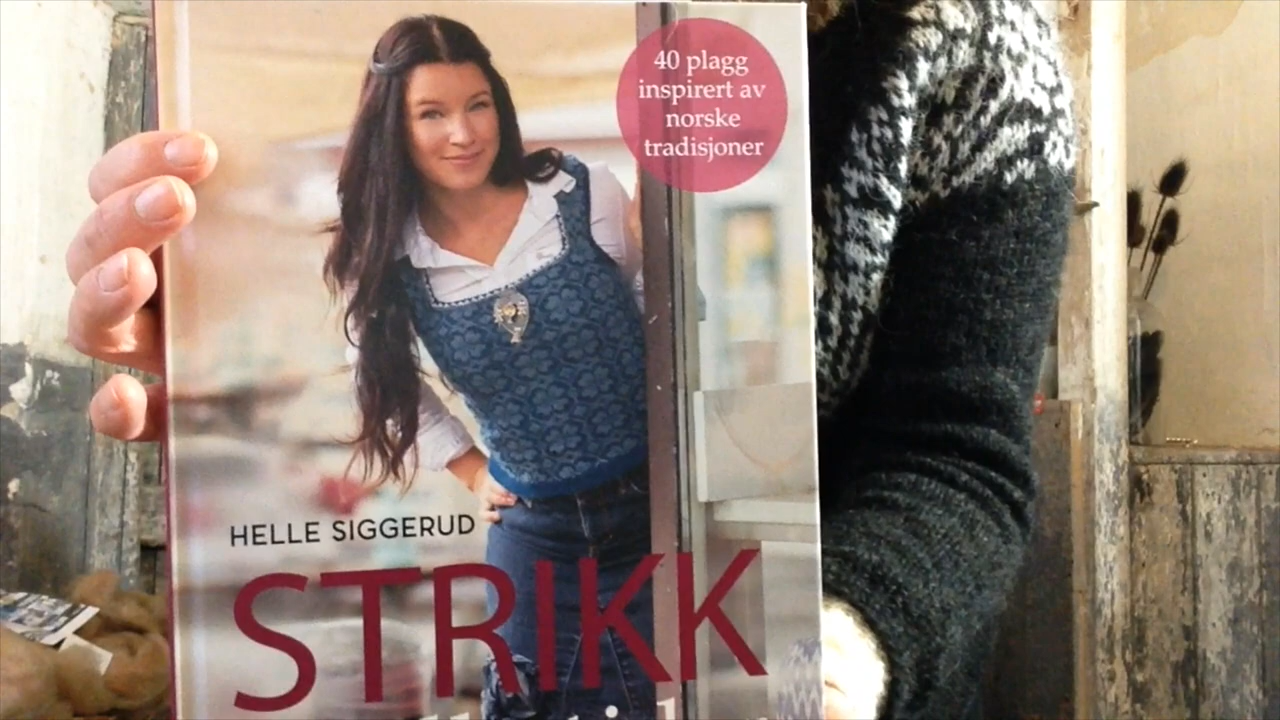 40 plagg
inspirert av
norske
tradisjoner
HELLE SIGGERUD
STRIKK